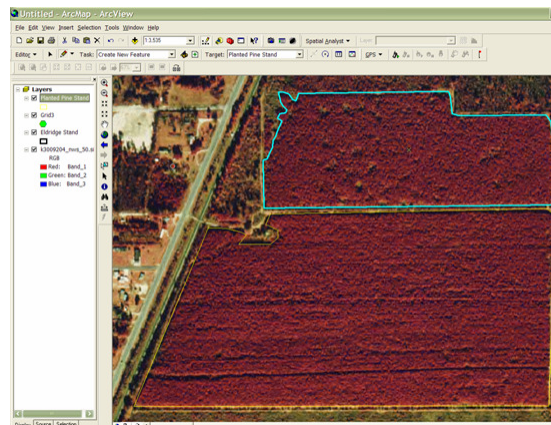 Untitled - ArcMap - ArcView
File Edit View Insert Selection Tools Window Help
1:3,535
Spatial Analyst
Layer:
Editor Task: Create New Feature Target: Planted Pine Stand GPS
Layers
Planted Pine Stand
Grid3
Eldridge Stand
RGB
Red: Band_1
Green: Band_2
Blue: Band_3
Display Source Selection